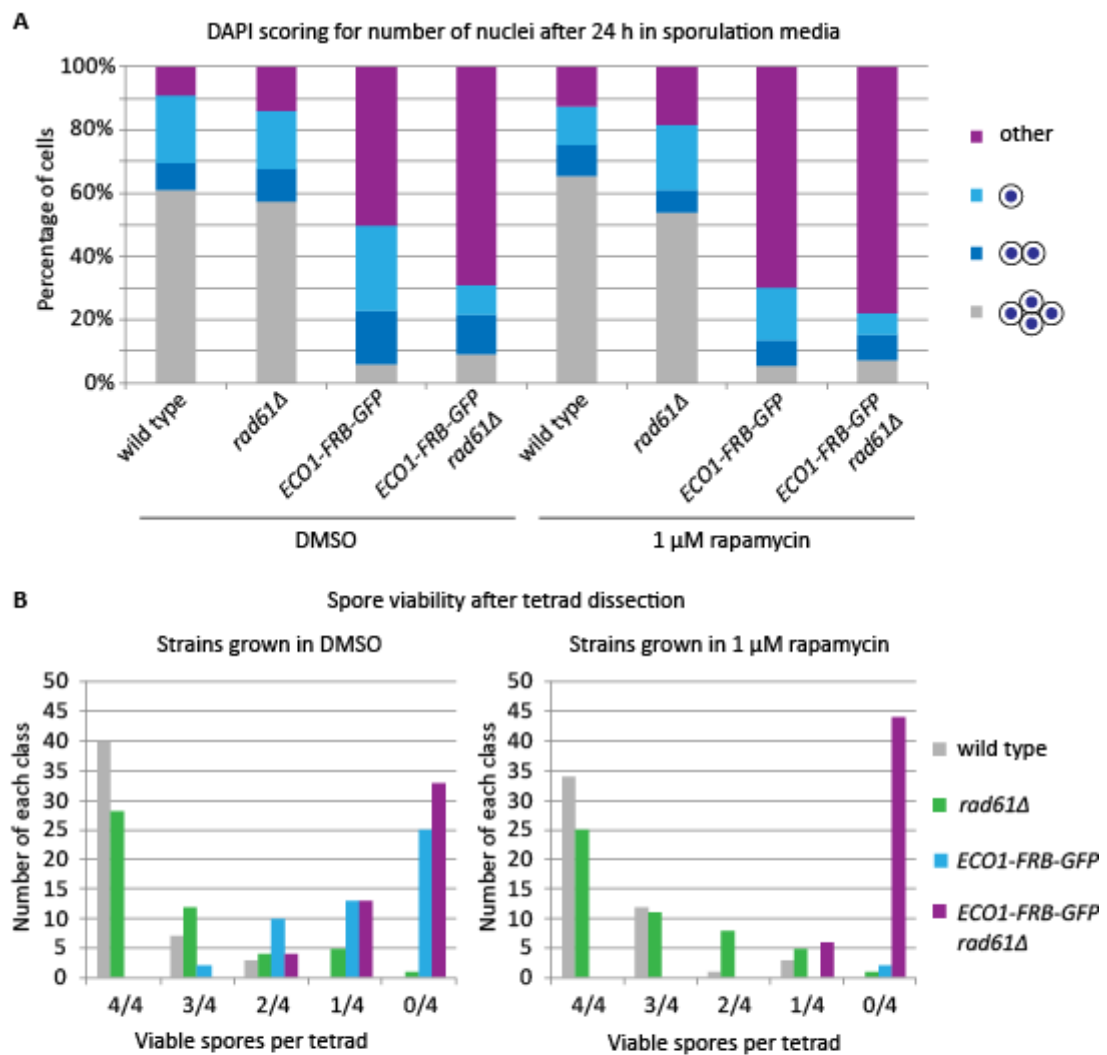 A
DAPI scoring for number of nuclei after 24 h in sporulation media
Percentage of cells
100%
80%
60%
40%
20%
0%
other
wild type
rad61Δ
ECO1-FRB-GFP
ECO1-FRB-GFP
rad61Δ
wild type
rad61Δ
ECO1-FRB-GFP
ECO1-FRB-GFP
rad61Δ
DMSO
1 µM rapamycin
B
Spore viability after tetrad dissection
Strains grown in DMSO
Number of each class
50
45
40
35
30
25
20
15
10
5
0
4/4 3/4 2/4 1/4 0/4
Viable spores per tetrad
Strains grown in 1 µM rapamycin
Number of each class
50
45
40
35
30
25
20
15
10
5
0
4/4 3/4 2/4 1/4 0/4
Viable spores per tetrad
wild type
rad61Δ
ECO1-FRB-GFP
ECO1-FRB-GFP
rad61Δ